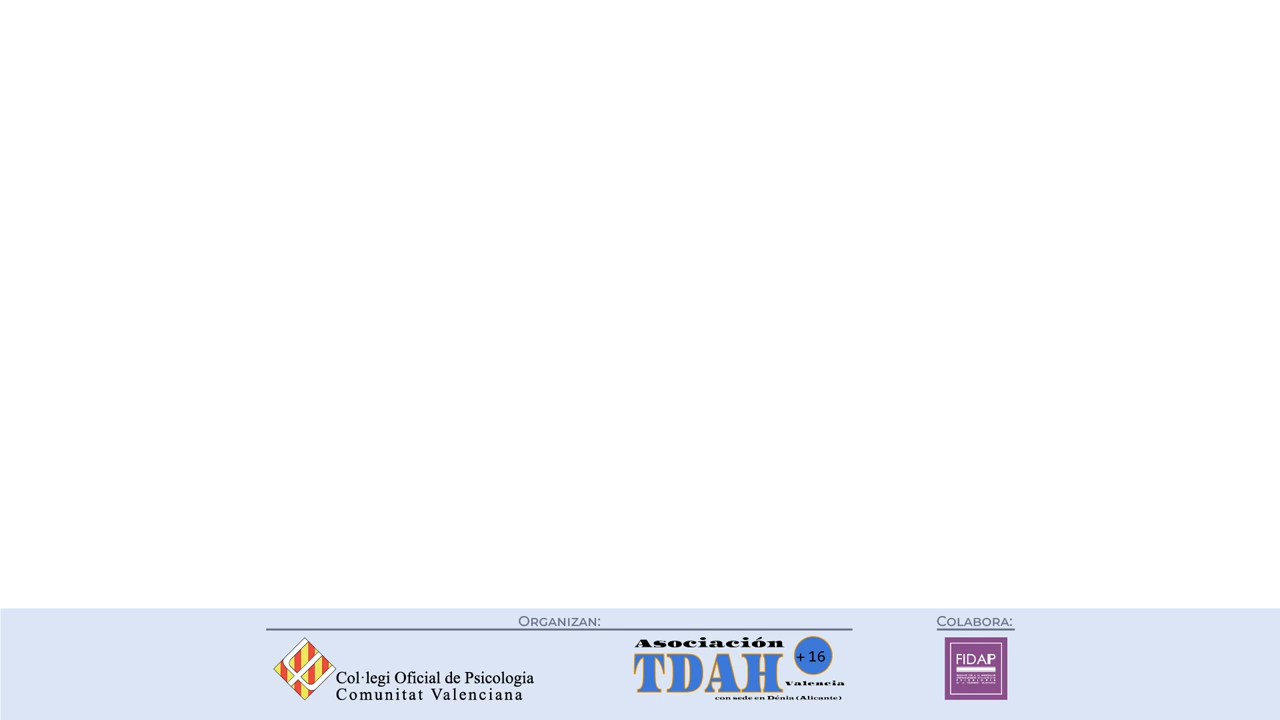 Organizan:
Col·legi Oficial de Psicologia
Comunitat Valenciana
Asociación
TDAH
+ 16
Valencia
con sede en Dénia (Alicante)
Colabora:
FIDAP